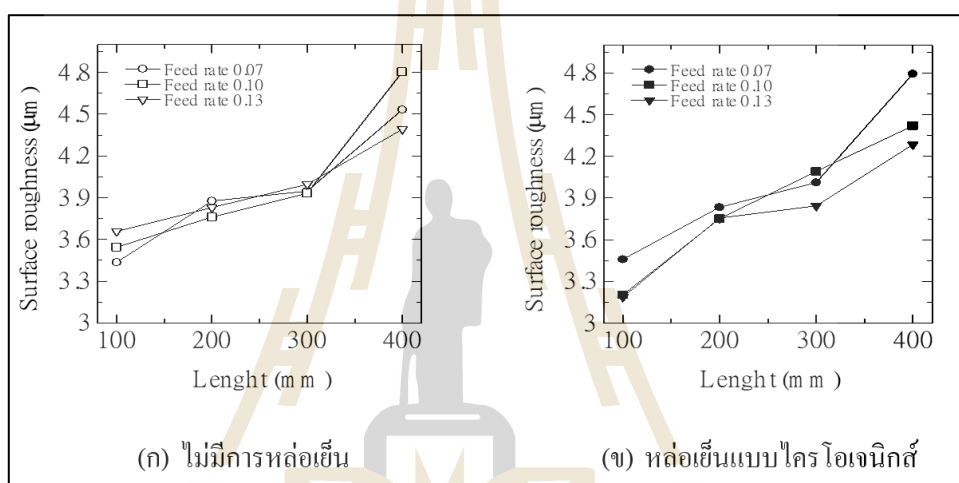 4.8
4.5
4.2
3.9
3.6
3.3
3
Surface roughness (μm)
Feed rate 0.07
Feed rate 0.10
Feed rate 0.13
100 200 300 400
Lenght (mm)
(ก) ไม่มีการหล่อเย็น
4.8
4.5
4.2
3.9
3.6
3.3
3
Surface roughness (μm)
Feed rate 0.07
Feed rate 0.10
Feed rate 0.13
100 200 300 400
Lenght (mm)
(ข) หล่อเย็นแบบไครโอเจนิกส์